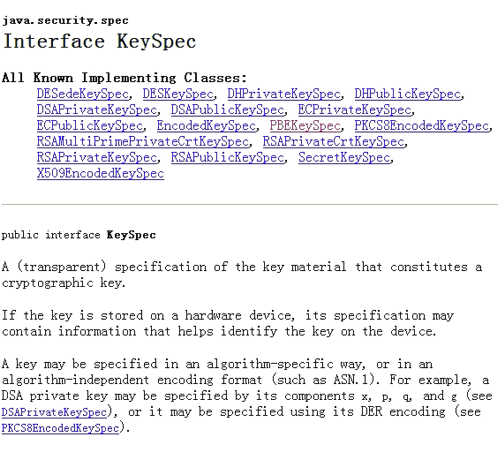 java.security.spec
Interface KeySpec
All Known Implementing Classes:
DESedeKeySpec, DESKeySpec, DHPrivateKeySpec, DHPublicKeySpec,
DSAPrivateKeySpec, DSAPublicKeySpec, ECPrivateKeySpec,
ECPublicKeySpec, EncodedKeySpec, PBEKeySpec, PKCS8EncodedKeySpec,
RSAMultiPrimePrivateCrtKeySpec, RSAPrivateCrtKeySpec,
RSAPrivateKeySpec, RSAPublicKeySpec, SecretKeySpec,
X509EncodedKeySpec
public interface KeySpec
A (transparent) specification of the key material that constitutes a
cryptographic key.
If the key is stored on a hardware device, its specification may
contain information that helps identify the key on the device.
A key may be specified in an algorithm-specific way, or in an
algorithm-independent encoding format (such as ASN.1). For example, a
DSA private key may be specified by its components x, p, q, and g (see
DSAPrivateKeySpec), or it may be specified using its DER encoding (see
PKCS8EncodedKeySpec).